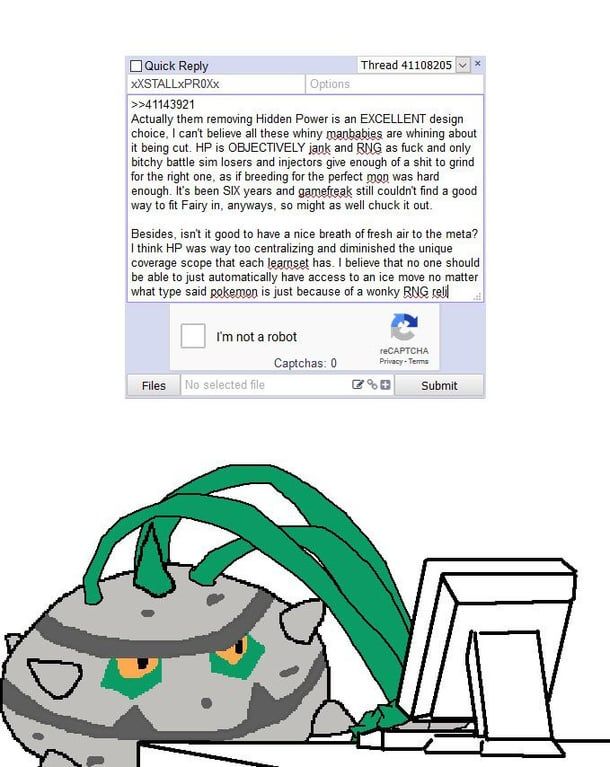 Quick Reply
Thread 41108205
xXSTALLxPR0Xx
Options
>>41143921
Actually them removing Hidden Power is an EXCELLENT design
choice, I can't believe all these whiny manbabies are whining about
it being cut. HP is OBJECTIVELY jank and RNG as fuck and only
bitchy battle sim losers and injectors give enough of a shit to grind
for the right one, as if breeding for the perfect mon was hard
enough. It's been SIX years and gamefreak still couldn't find a good
way to fit Fairy in, anyways, so might as well chuck it out.
Besides, isn't it good to have a nice breath of fresh air to the meta?
I think HP was way too centralizing and diminished the unique
coverage scope that each learnset has. I believe that no one should
be able to just automatically have access to an ice move no matter
what type said pokemon is just because of a wonky RNG reli
I'm not a robot
reCAPTCHA
Privacy - Terms
Captchas: 0
Files
No selected file
Submit